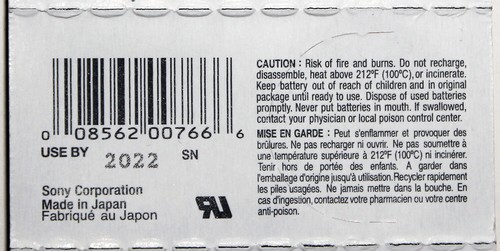 0 08562 00766 6
USE BY 2022 SN
Sony Corporation
Made in Japan
Fabriqué au Japon
CAUTION : Risk of fire and burns. Do not recharge,
disassemble, heat above 212ºF (100ºC), or incinerate.
Keep battery out of reach of children and in original
package until ready to use. Dispose of used batteries
promptly. Never put batteries in mouth. If swallowed,
contact your physician or local poison control center.
MISE EN GARDE : Peut s'enflammer et provoquer des
brûlures. Ne pas recharger ni ouvrir. Ne pas soumettre à
une température supérieure à 212ºF (100ºC) ni incinérer.
Tenir hors de portée des enfants. A garder dans
l'emballage d'origine jusqu'à utilisation. Recycler rapidement
les piles usagées. Ne jamais mettre dans la bouche. En
cas d'ingestion, contactez votre pharmacien ou votre centre
anti-poison.